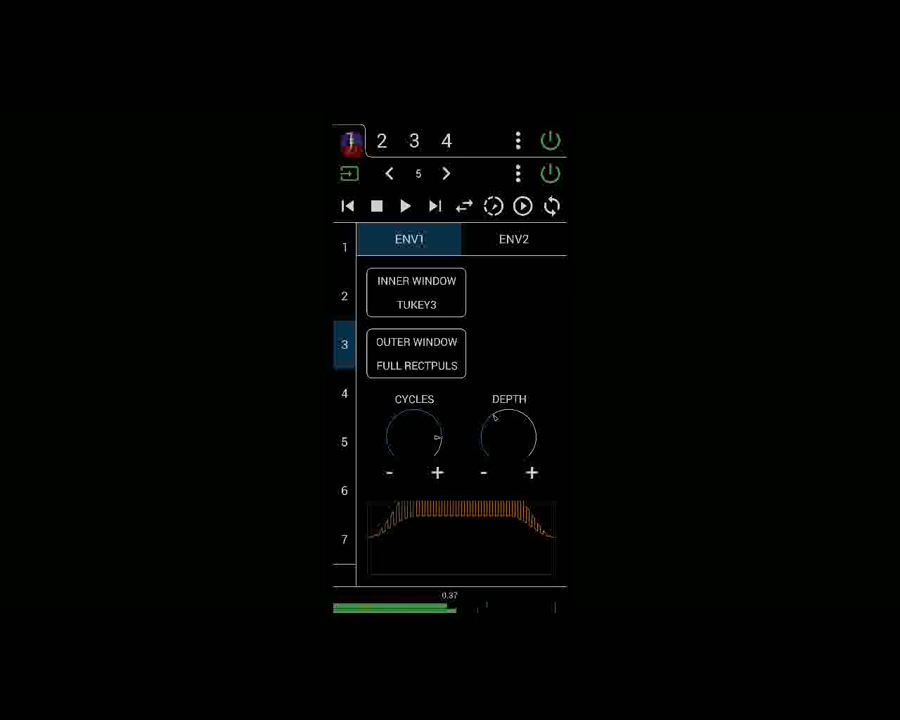 2 3 4
5
1
ENV1 ENV2
INNER WINDOW
2
TUKEY3
OUTER WINDOW
3
FULL RECTPULS
4
CYCLES DEPTH
5
- + - +
6
7
0.37